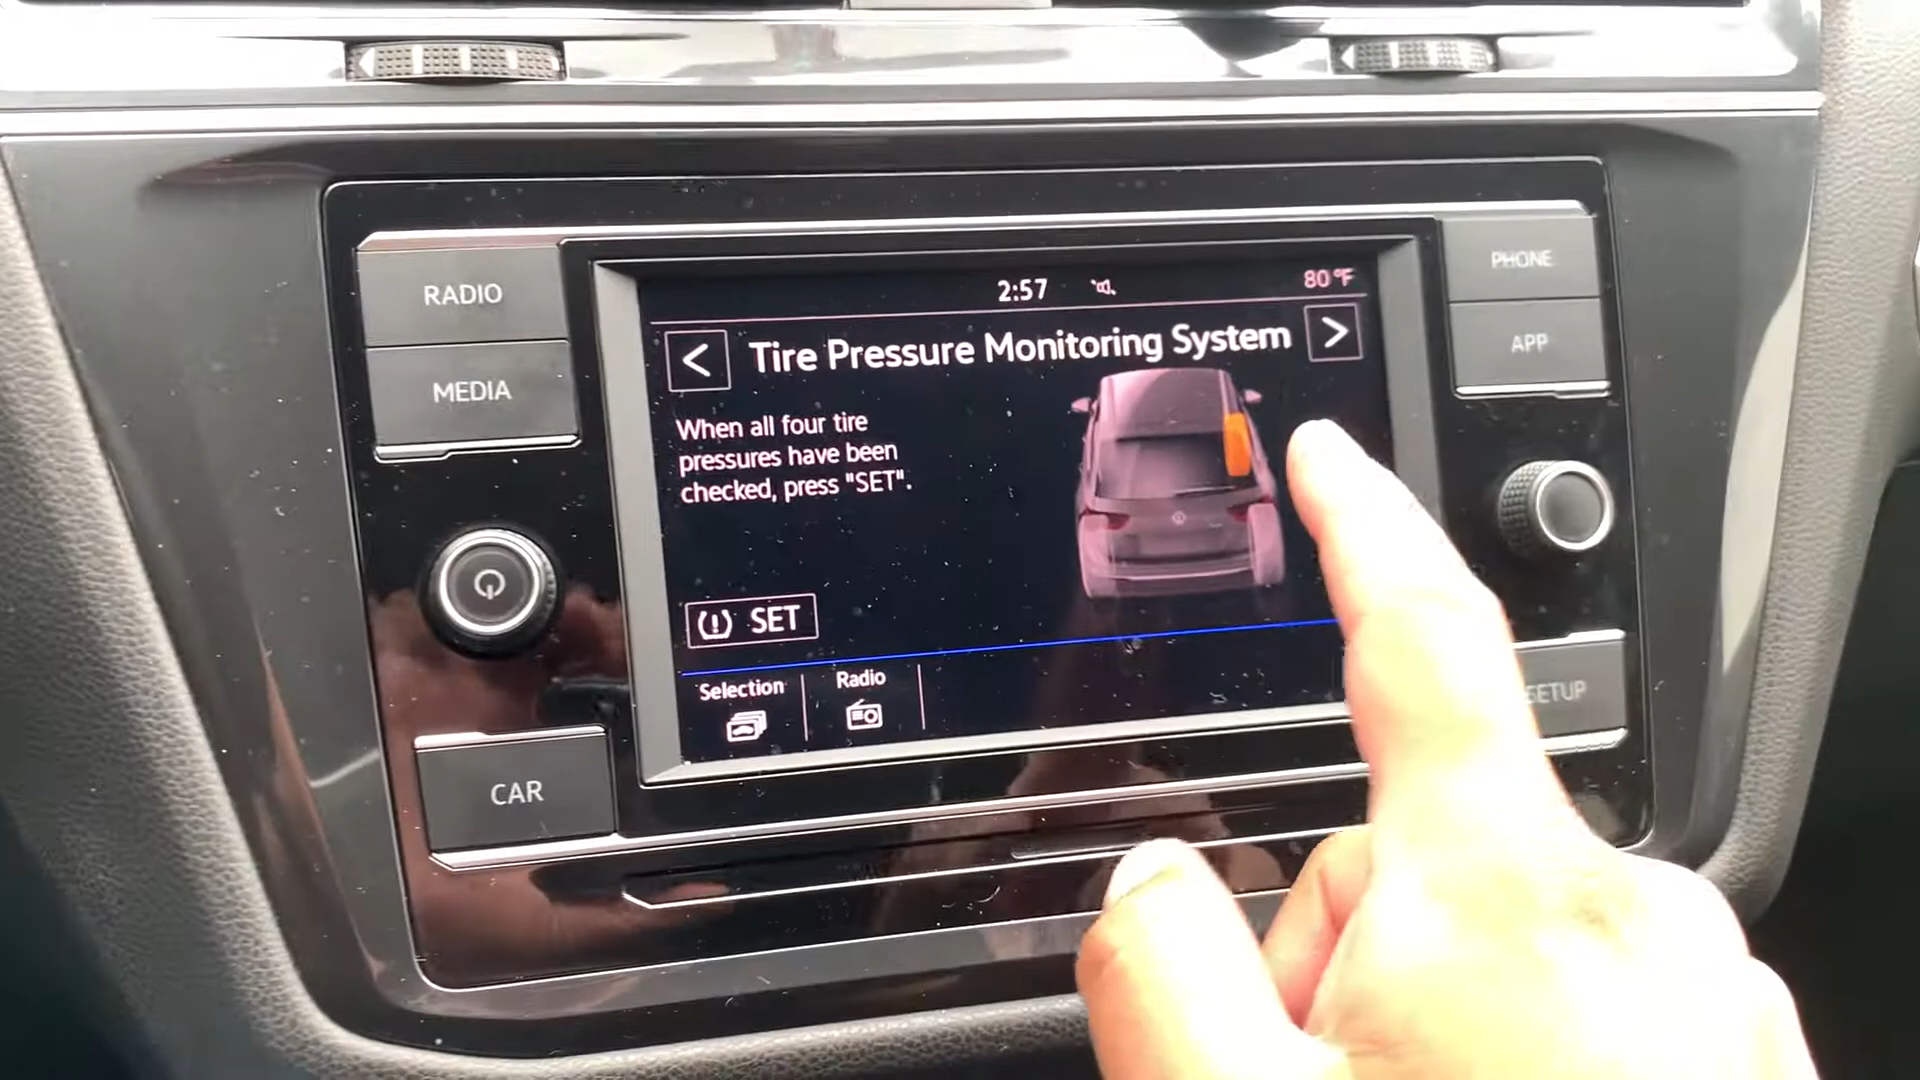 RADIO
MEDIA
CAR
2:57
80°F
< Tire Pressure Monitoring System >
When all four tire
pressures have been
checked, press "SET".
(!) SET
Selection
Radio
PHONE
APP
SETUP